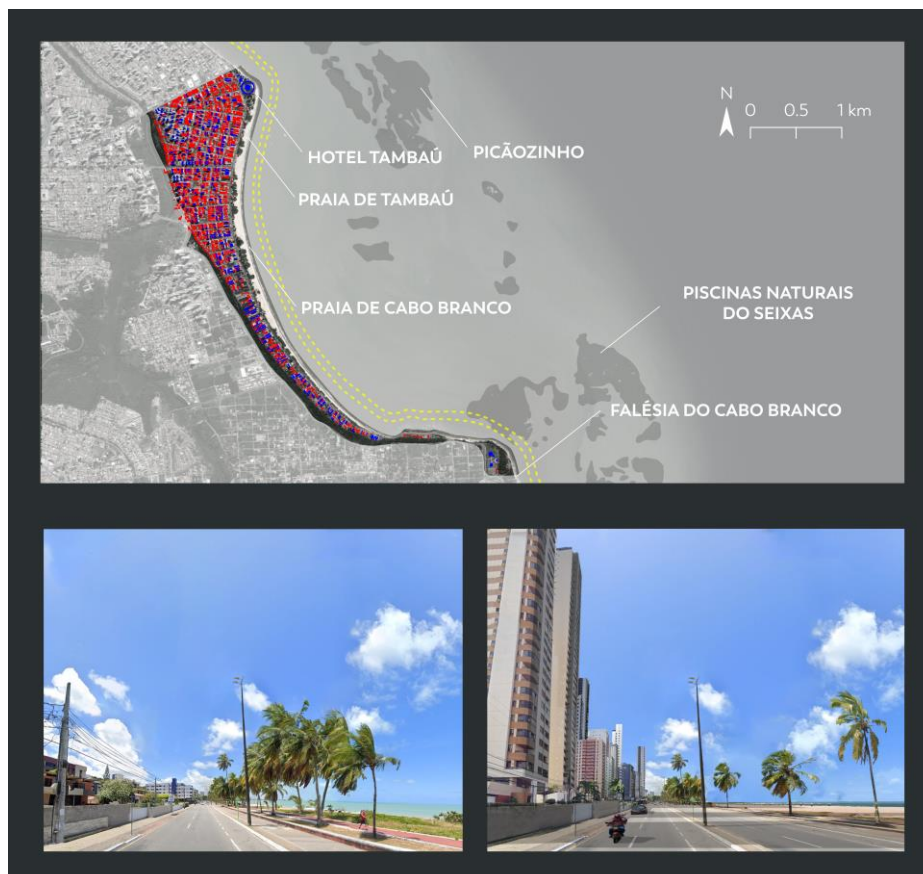 N
0 0.5 1 km
HOTEL TAMBAÚ
PICÃOZINHO
PRAIA DE TAMBAÚ
PRAIA DE CABO BRANCO
PISCINAS NATURAIS
DO SEIXAS
FALÉSIA DO CABO BRANCO